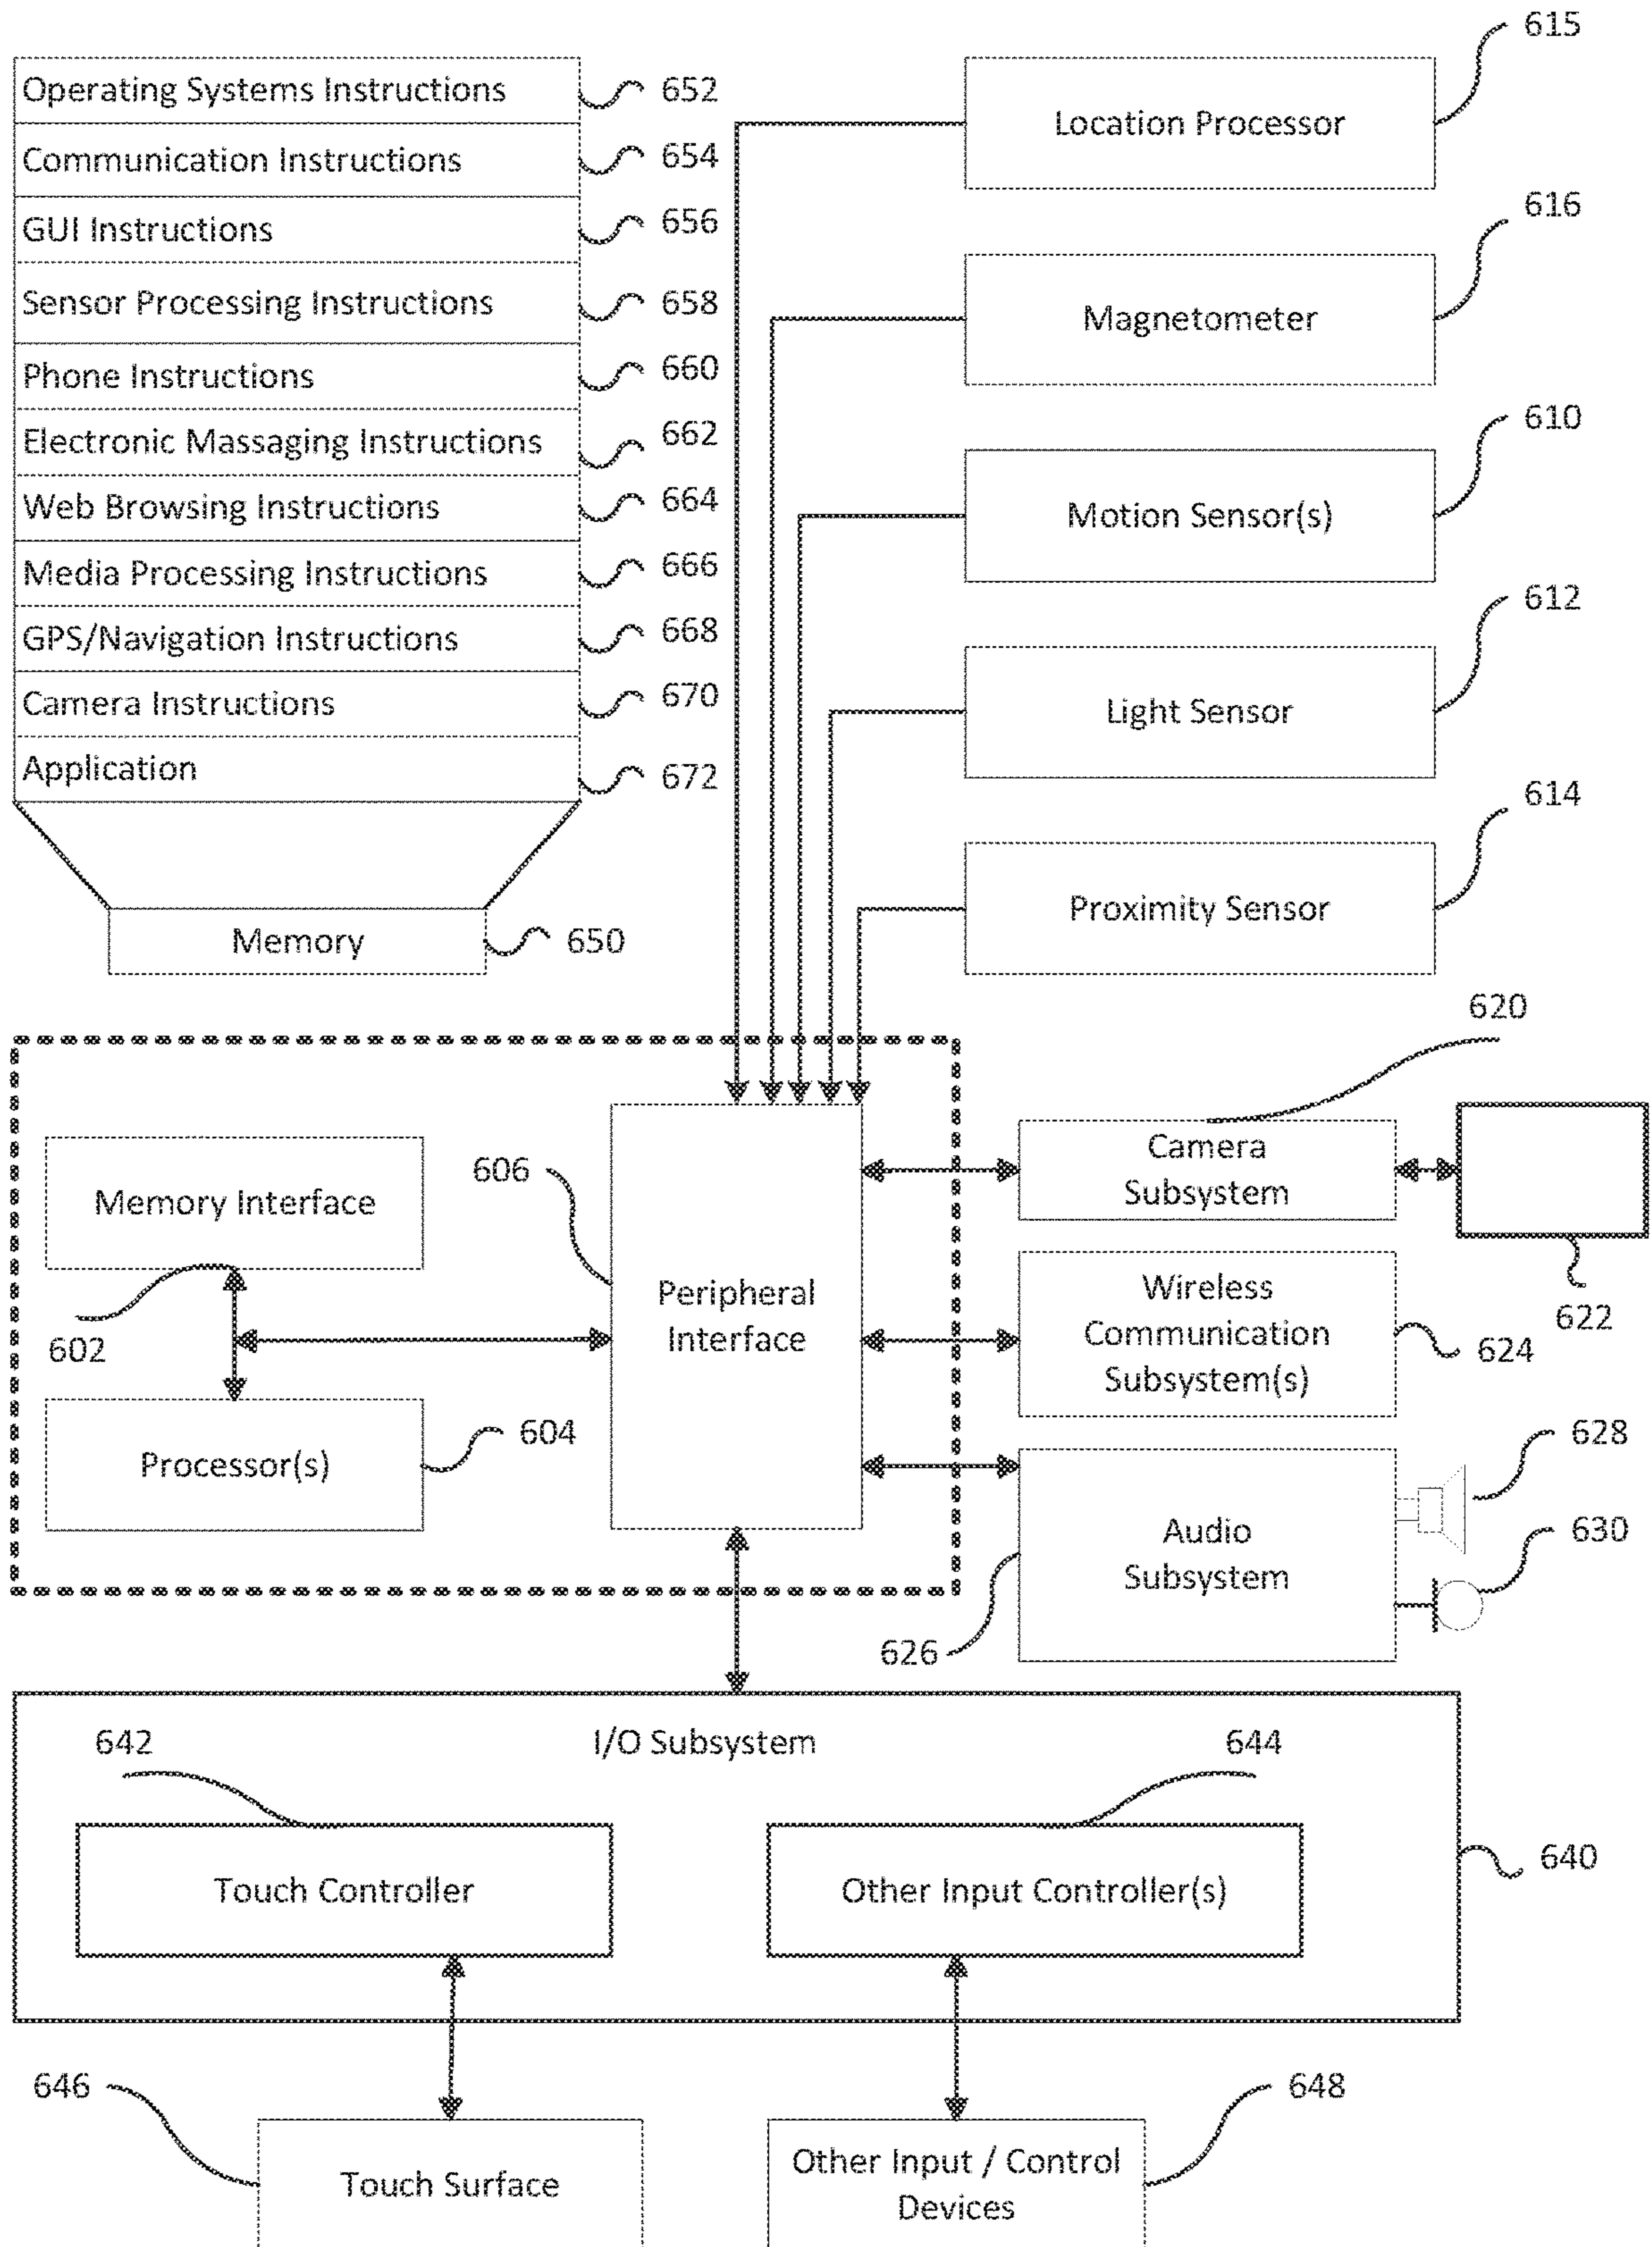 Operating Systems Instructions
652
Communication Instructions
654
GUI Instructions
656
Sensor Processing Instructions
658
Phone Instructions
660
Electronic Massaging Instructions
662
Web Browsing Instructions
664
Media Processing Instructions
666
GPS/Navigation Instructions
668
Camera Instructions
670
Application
672
Memory
650
615
Location Processor
616
Magnetometer
610
Motion Sensor(s)
612
Light Sensor
614
Proximity Sensor
620
Memory Interface
602
Processor(s)
604
606
Peripheral
Interface
Camera
Subsystem
622
Wireless
Communication
Subsystem(s)
624
Audio
Subsystem
626
628
630
I/O Subsystem
642
644
Touch Controller
Other Input Controller(s)
640
646
Touch Surface
Other Input / Control
Devices
648